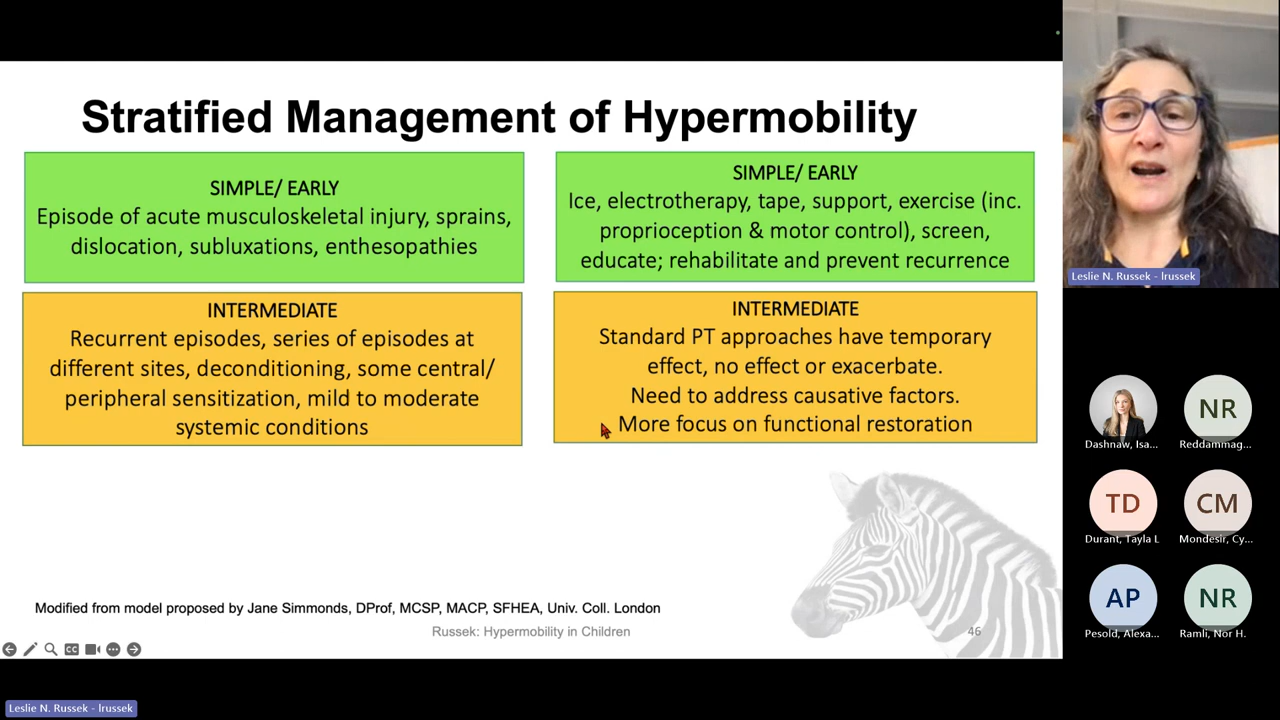 Stratified Management of Hypermobility
SIMPLE/ EARLY
Episode of acute musculoskeletal injury, sprains,
dislocation, subluxations, enthesopathies
SIMPLE/ EARLY
Ice, electrotherapy, tape, support, exercise (inc.
proprioception & motor control), screen,
educate; rehabilitate and prevent recurrence
INTERMEDIATE
Recurrent episodes, series of episodes at
different sites, deconditioning, some central/
peripheral sensitization, mild to moderate
systemic conditions
INTERMEDIATE
Standard PT approaches have temporary
effect, no effect or exacerbate.
Need to address causative factors.
More focus on functional restoration
Modified from model proposed by Jane Simmonds, DProf, MCSP, MACP, SFHEA, Univ. Coll. London
Russek: Hypermobility in Children
46
CC
Leslie N. Russek - lrussek
Leslie N. Russek - lrussek
Dashnaw, Isa...
NR
Reddammag...
TD
Durant, Tayla L
CM
Mondesir, Cy...
AP
Pesold, Alexa...
NR
Ramli, Nor H.